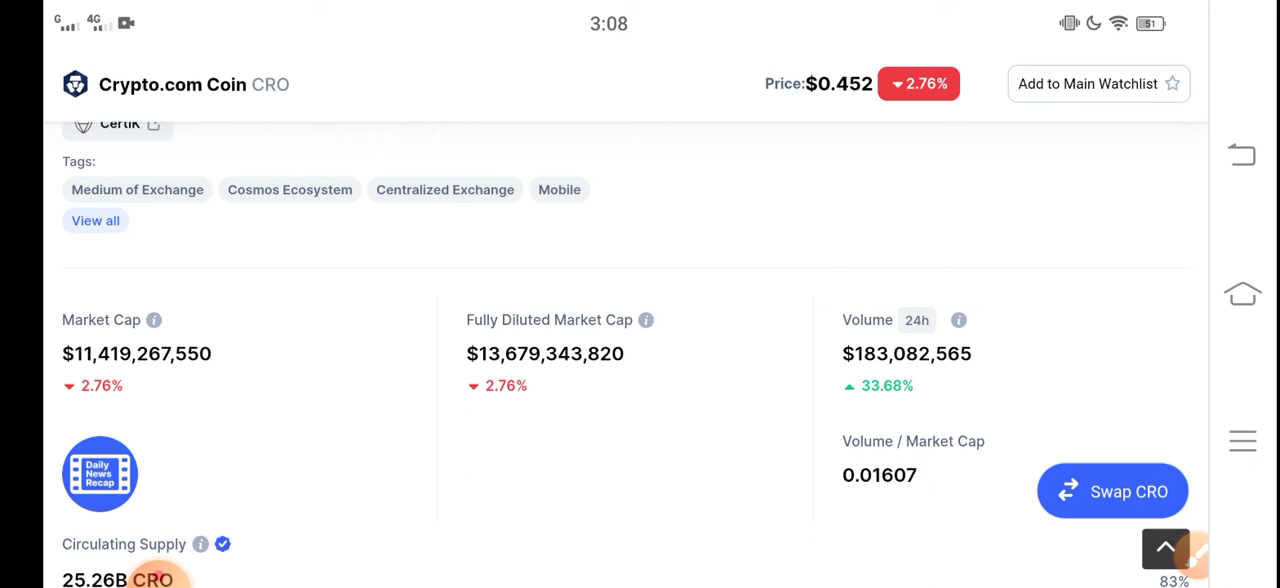 G 4G 3:08 51
Crypto.com Coin CRO Price:$0.452 2.76% Add to Main Watchlist
CertiK
Tags:
Medium of Exchange Cosmos Ecosystem Centralized Exchange Mobile
View all
Market Cap Fully Diluted Market Cap Volume 24h
$11,419,267,550 $13,679,343,820 $183,082,565
2.76% 2.76% 33.68%
Volume / Market Cap
Daily
News
Recap
0.01607
Swap CRO
Circulating Supply
25.26B CRO 83%